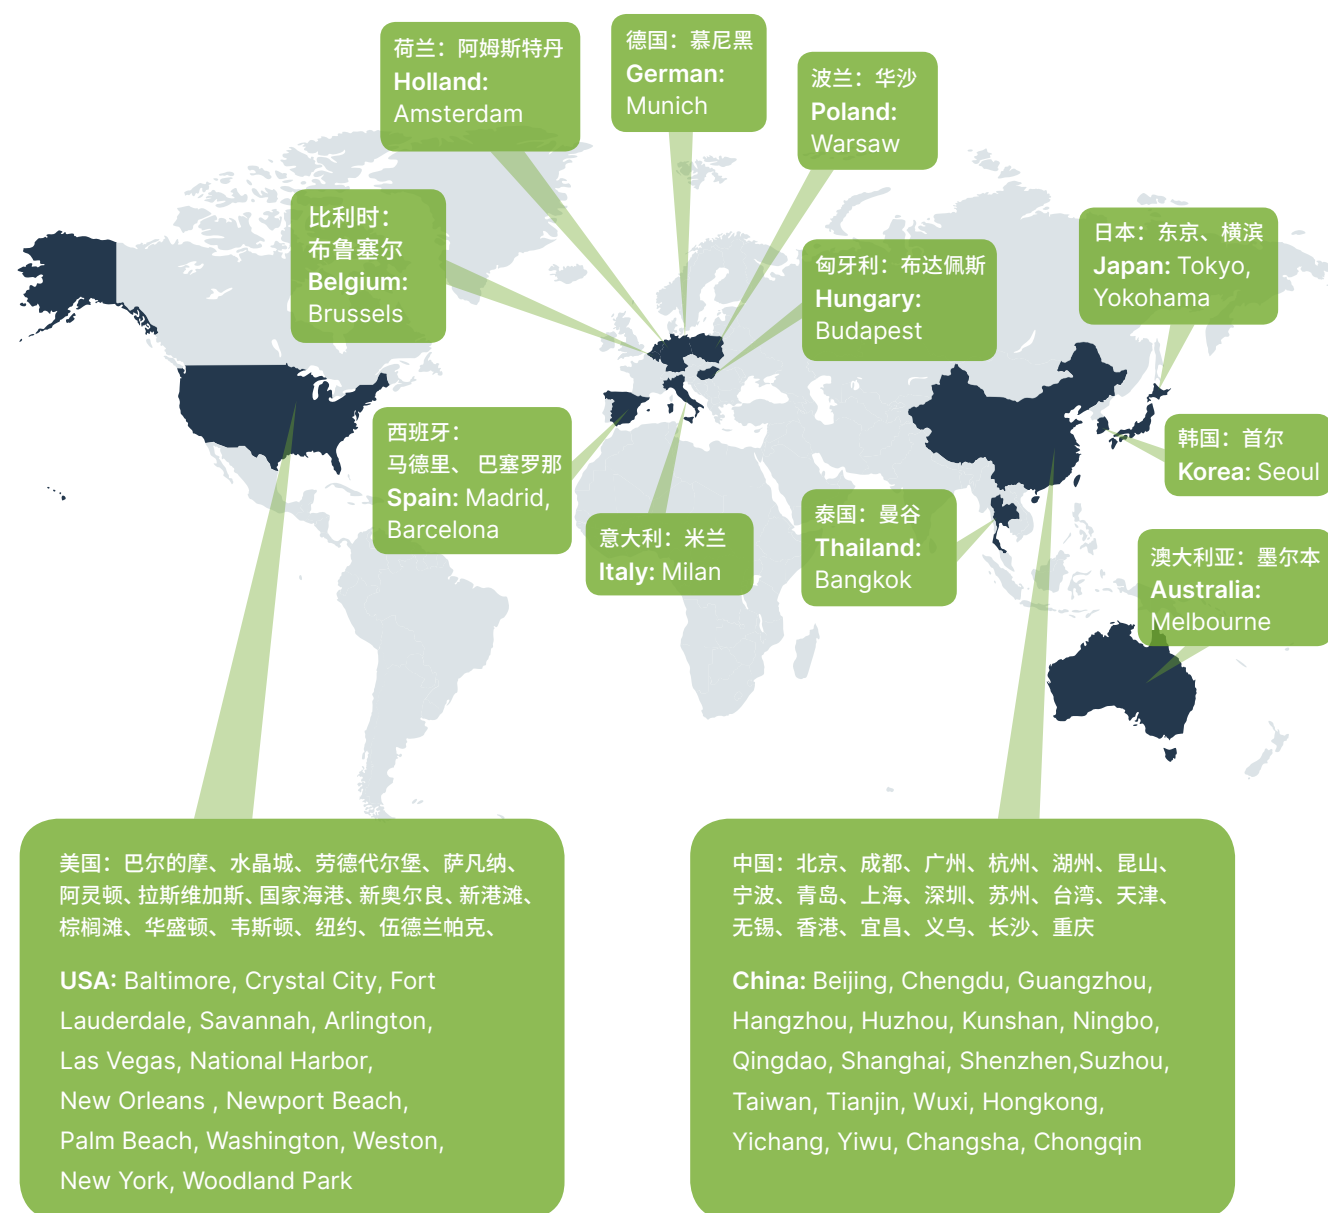 荷兰：阿姆斯特丹
Holland:
Amsterdam
德国：慕尼黑
German:
Munich
波兰：华沙
Poland:
Warsaw
比利时：
布鲁塞尔
Belgium:
Brussels
匈牙利：布达佩斯
Hungary:
Budapest
日本：东京、横滨
Japan: Tokyo,
Yokohama
西班牙：
马德里、巴塞罗那
Spain: Madrid,
Barcelona
意大利：米兰
Italy: Milan
泰国：曼谷
Thailand:
Bangkok
韩国：首尔
Korea: Seoul
澳大利亚：墨尔本
Australia:
Melbourne
美国：巴尔的摩、水晶城、劳德代尔堡、萨凡纳、
阿灵顿、拉斯维加斯、国家海港、新奥尔良、新港滩、
棕榈滩、华盛顿、韦斯顿、纽约、伍德兰帕克、
USA: Baltimore, Crystal City, Fort
Lauderdale, Savannah, Arlington,
Las Vegas, National Harbor,
New Orleans , Newport Beach,
Palm Beach, Washington, Weston,
New York, Woodland Park
中国：北京、成都、广州、杭州、湖州、昆山、
宁波、青岛、上海、深圳、苏州、台湾、天津、
无锡、香港、宜昌、义乌、长沙、重庆
China: Beijing, Chengdu, Guangzhou,
Hangzhou, Huzhou, Kunshan, Ningbo,
Qingdao, Shanghai, Shenzhen,Suzhou,
Taiwan, Tianjin, Wuxi, Hongkong,
Yichang, Yiwu, Changsha, Chongqin